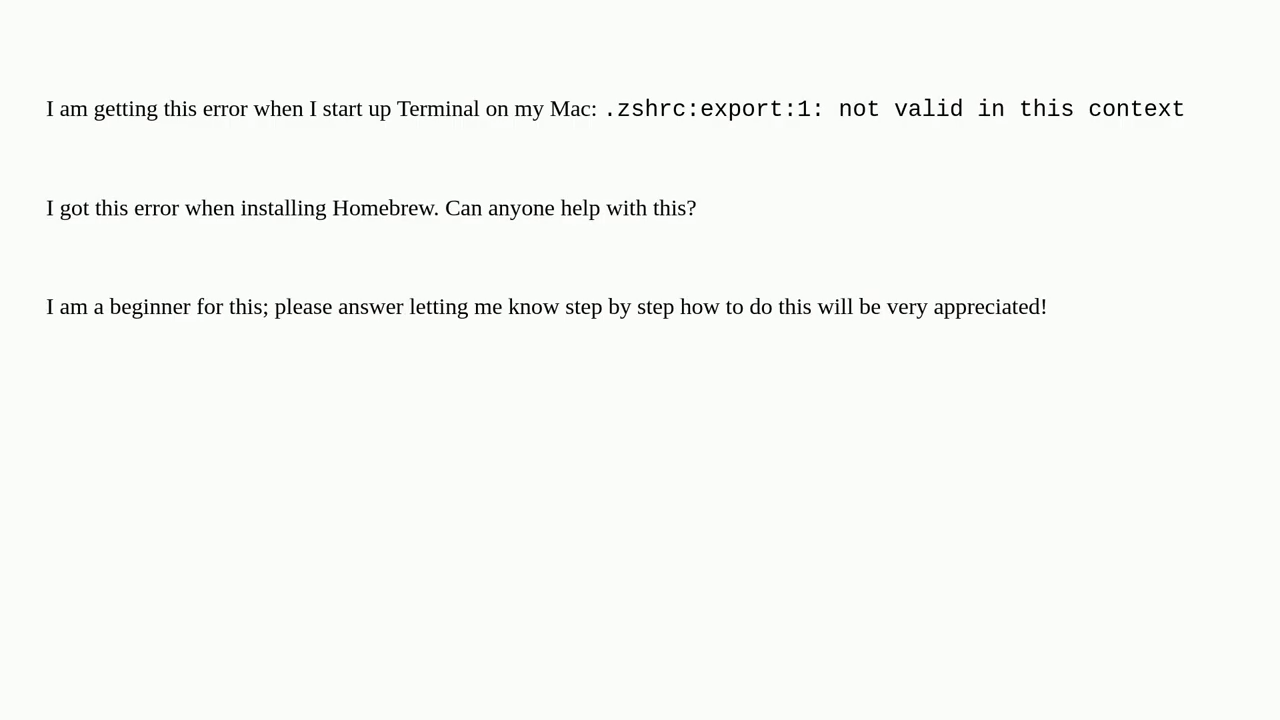 I am getting this error when I start up Terminal on my Mac: .zshrc:export:1: not valid in this context
I got this error when installing Homebrew. Can anyone help with this?
I am a beginner for this; please answer letting me know step by step how to do this will be very appreciated!